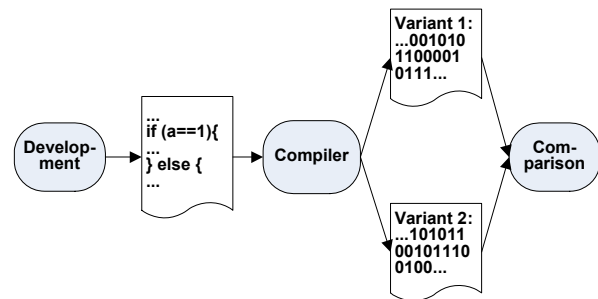 Develop-
ment
...
if (a==1){
...
} else {
...
Compiler
Variant 1:
...001010
1100001
0111...
Variant 2:
...101011
00101110
0100...
Com-
parison